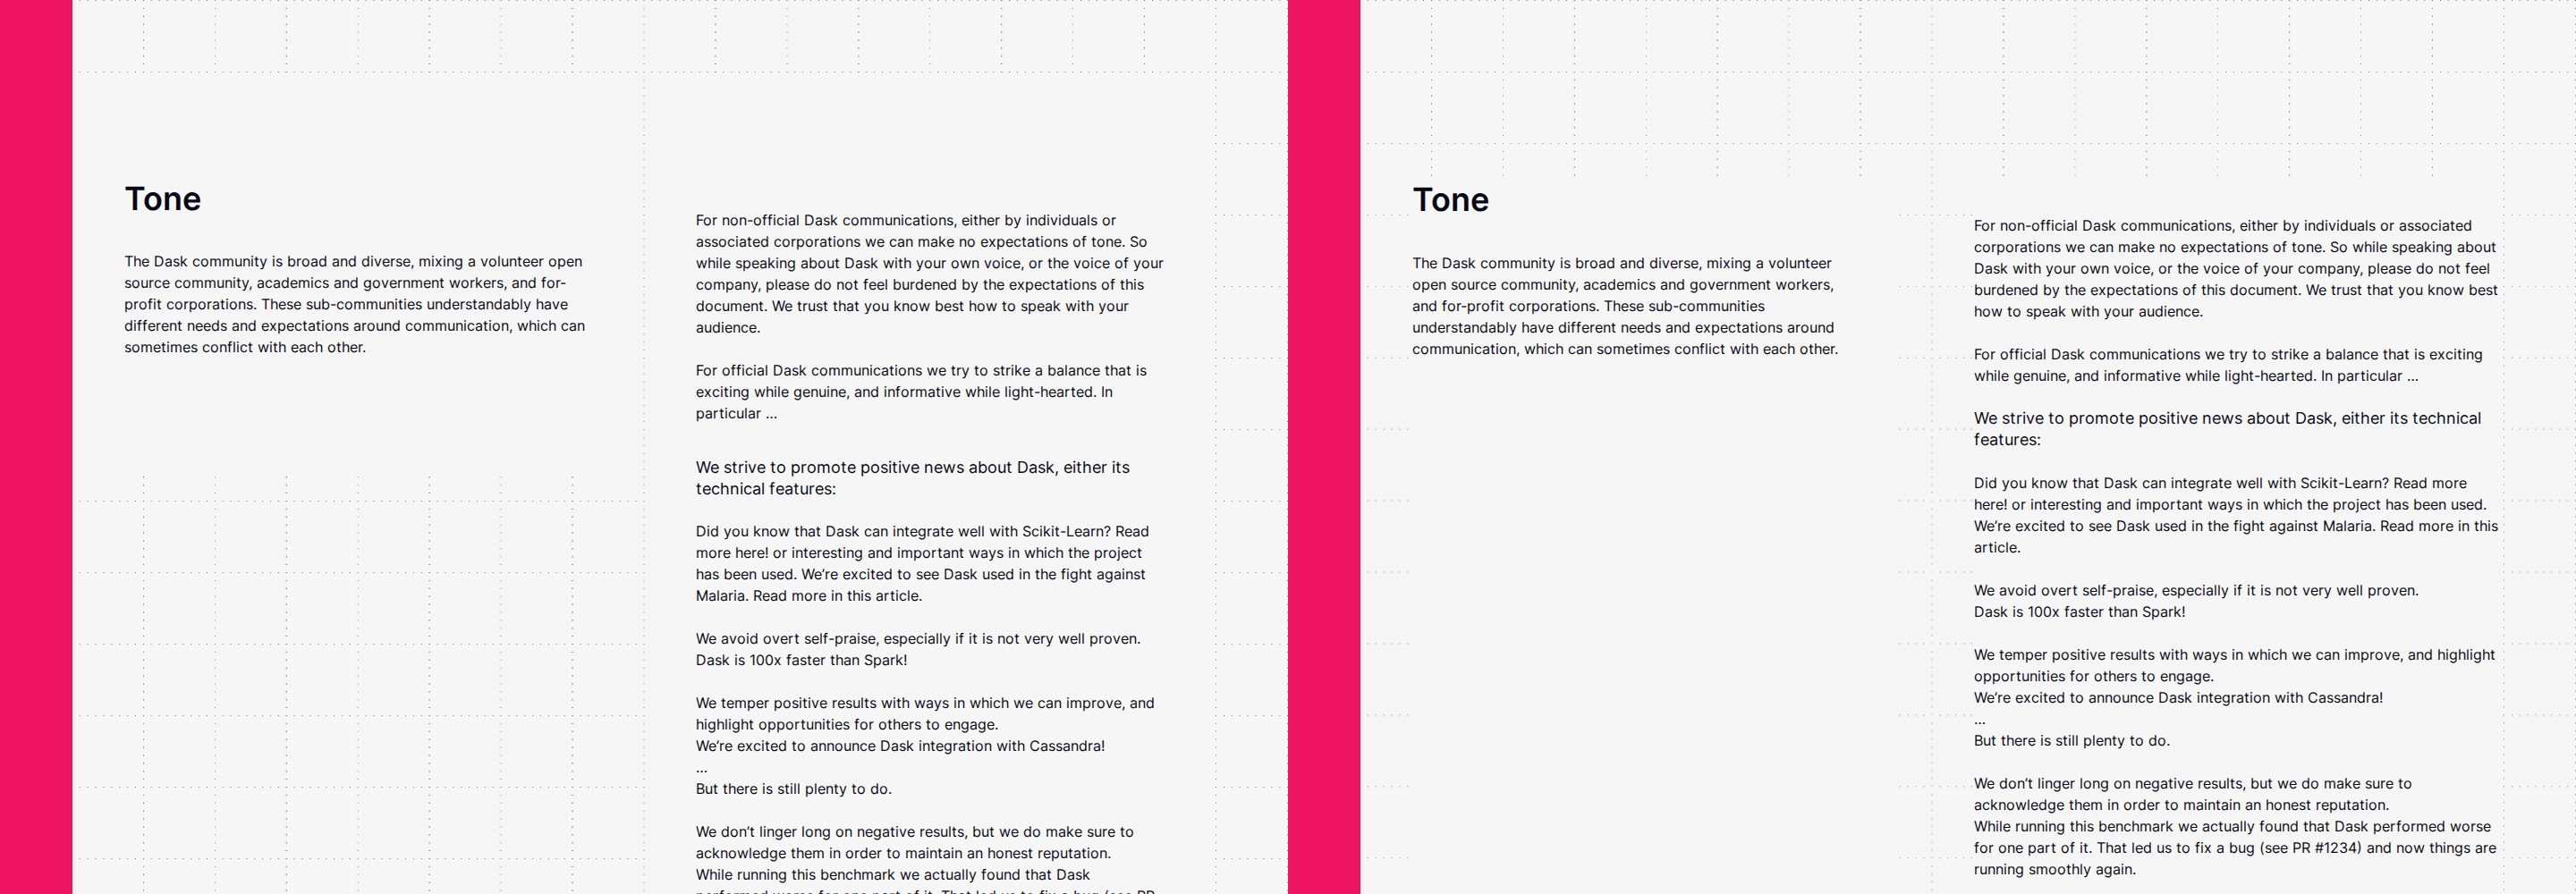 Tone
The Dask community is broad and diverse, mixing a volunteer open
source community, academics and government workers, and for-
profit corporations. These sub-communities understandably have
different needs and expectations around communication, which can
sometimes conflict with each other.
For non-official Dask communications, either by individuals or
associated corporations we can make no expectations of tone. So
while speaking about Dask with your own voice, or the voice of your
company, please do not feel burdened by the expectations of this
document. We trust that you know best how to speak with your
audience.
For official Dask communications we try to strike a balance that is
exciting while genuine, and informative while light-hearted. In
particular ...
We strive to promote positive news about Dask, either its
technical features:
Did you know that Dask can integrate well with Scikit-Learn? Read
more here! or interesting and important ways in which the project
has been used. We're excited to see Dask used in the fight against
Malaria. Read more in this article.
We avoid overt self-praise, especially if it is not very well proven.
Dask is 100x faster than Spark!
We temper positive results with ways in which we can improve, and
highlight opportunities for others to engage.
We're excited to announce Dask integration with Cassandra!
...
But there is still plenty to do.
We don't linger long on negative results, but we do make sure to
acknowledge them in order to maintain an honest reputation.
While running this benchmark we actually found that Dask
performed worse for one part of it. That led us to fix a bug (see PR
Tone
The Dask community is broad and diverse, mixing a volunteer
open source community, academics and government workers,
and for-profit corporations. These sub-communities
understandably have different needs and expectations around
communication, which can sometimes conflict with each other.
For non-official Dask communications, either by individuals or associated
corporations we can make no expectations of tone. So while speaking about
Dask with your own voice, or the voice of your company, please do not feel
burdened by the expectations of this document. We trust that you know best
how to speak with your audience.
For official Dask communications we try to strike a balance that is exciting
while genuine, and informative while light-hearted. In particular ...
We strive to promote positive news about Dask, either its technical
features:
Did you know that Dask can integrate well with Scikit-Learn? Read more
here! or interesting and important ways in which the project has been used.
We're excited to see Dask used in the fight against Malaria. Read more in this
article.
We avoid overt self-praise, especially if it is not very well proven.
Dask is 100x faster than Spark!
We temper positive results with ways in which we can improve, and highlight
opportunities for others to engage.
We're excited to announce Dask integration with Cassandra!
...
But there is still plenty to do.
We don't linger long on negative results, but we do make sure to
acknowledge them in order to maintain an honest reputation.
While running this benchmark we actually found that Dask performed worse
for one part of it. That led us to fix a bug (see PR #1234) and now things are
running smoothly again.